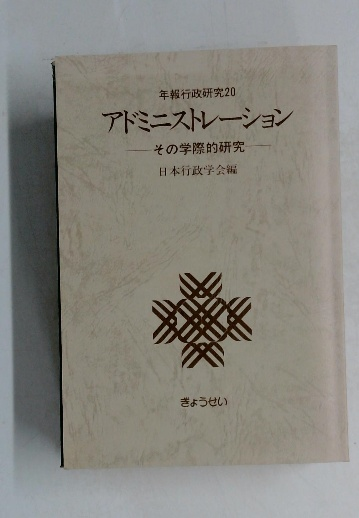 年報行政研究20
アドミニストレーション
——その学際的研究——
日本行政学会編
ぎょうせい